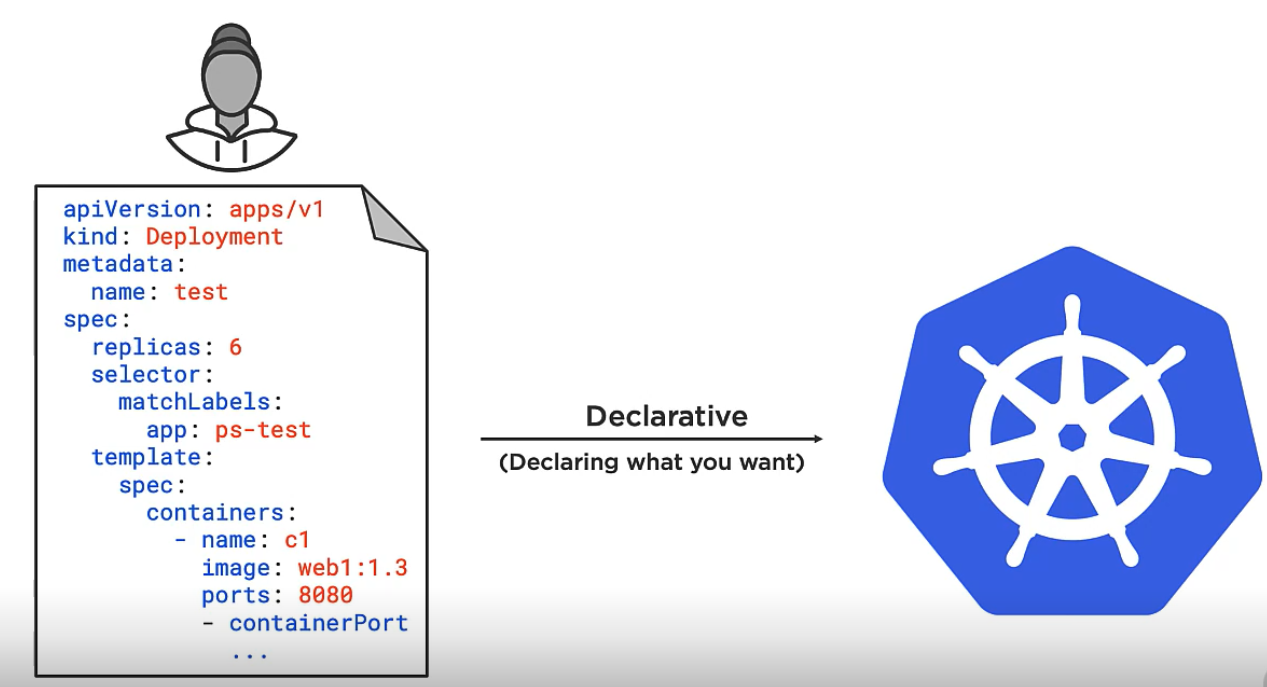 apiVersion: apps/v1
kind: Deployment
metadata:
  name: test
spec:
  replicas: 6
  selector:
    matchLabels:
      app: ps-test
  template:
    spec:
      containers:
        - name: c1
          image: web1:1.3
          ports: 8080
          - containerPort
            ...
Declarative
(Declaring what you want)